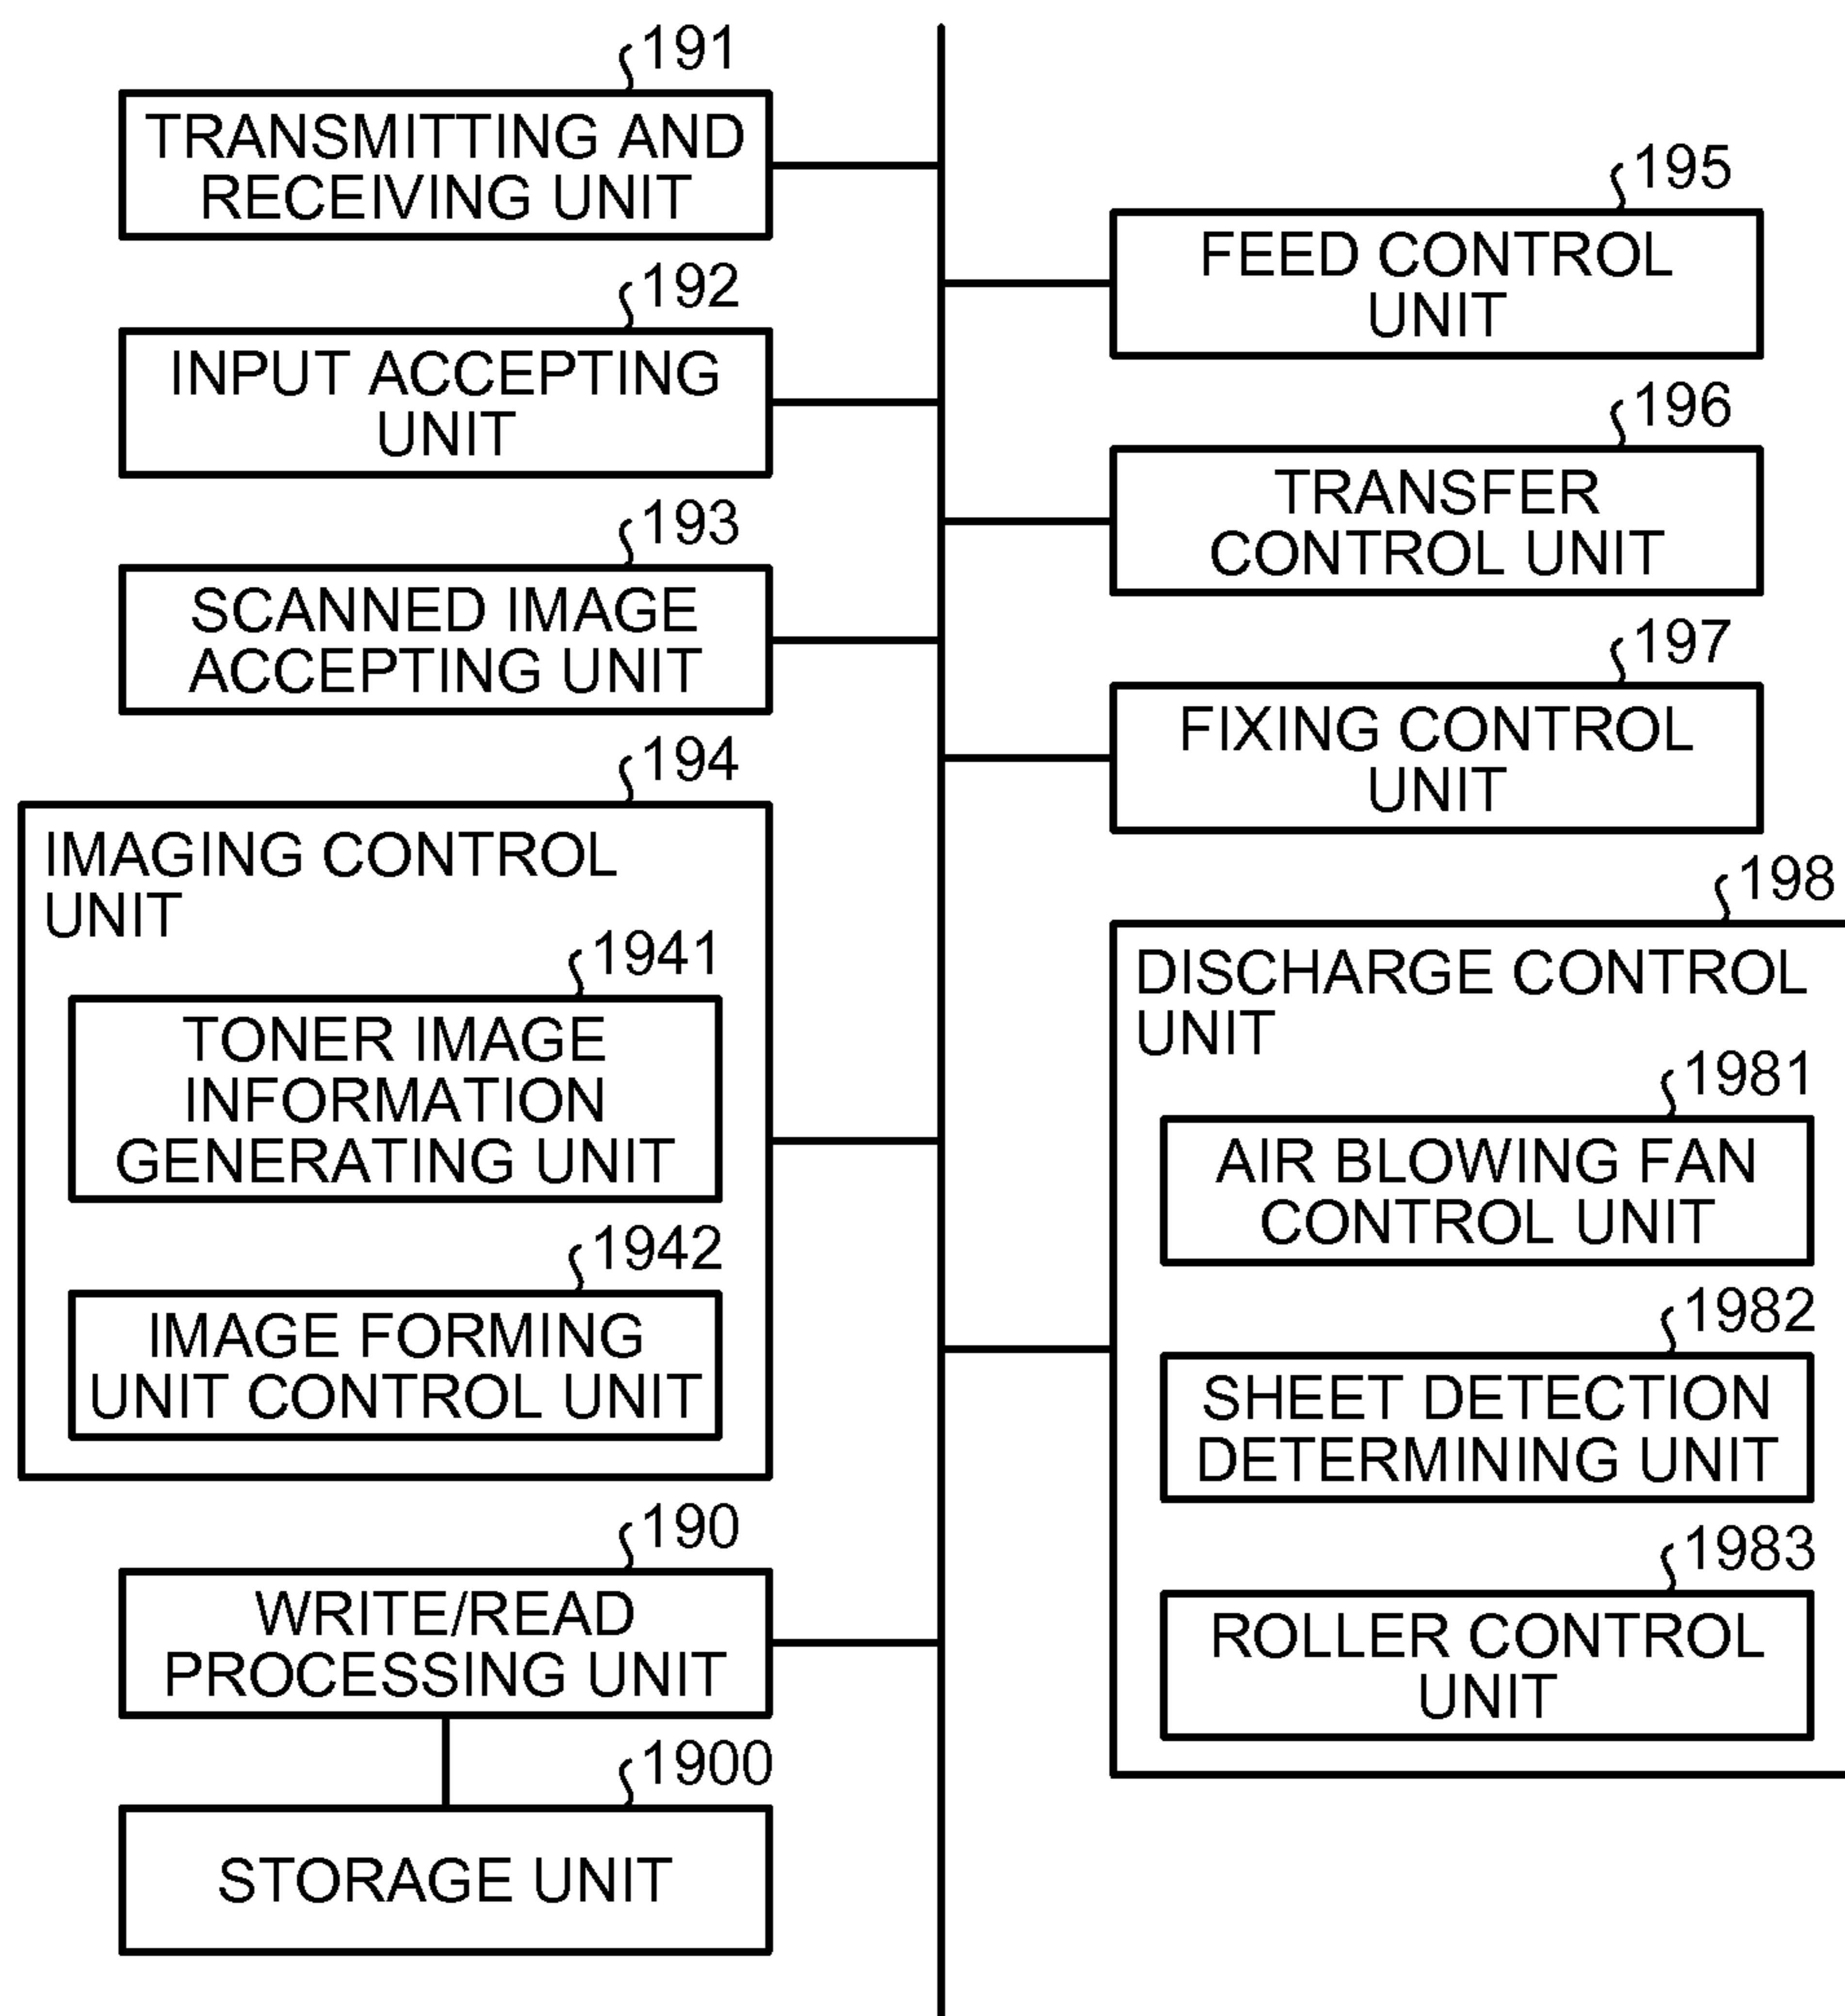 191
TRANSMITTING AND
RECEIVING UNIT
192
INPUT ACCEPTING
UNIT
193
SCANNED IMAGE
ACCEPTING UNIT
194
IMAGING CONTROL
UNIT
1941
TONER IMAGE
INFORMATION
GENERATING UNIT
1942
IMAGE FORMING
UNIT CONTROL UNIT
190
WRITE/READ
PROCESSING UNIT
1900
STORAGE UNIT
195
FEED CONTROL
UNIT
196
TRANSFER
CONTROL UNIT
197
FIXING CONTROL
UNIT
198
DISCHARGE CONTROL
UNIT
1981
AIR BLOWING FAN
CONTROL UNIT
1982
SHEET DETECTION
DETERMINING UNIT
1983
ROLLER CONTROL
UNIT